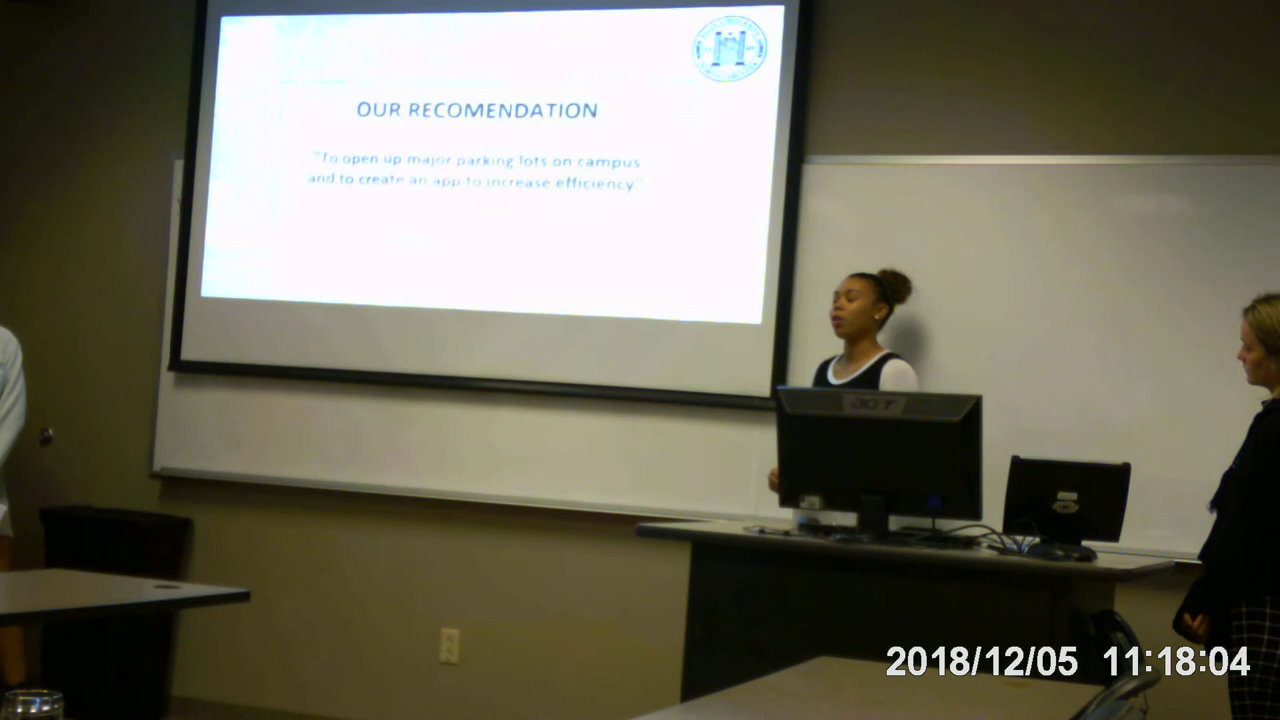 OUR RECOMENDATION
"To open up major parking lots on campus
and to create an app to increase efficiency"
acer
2018/12/05 11:18:04